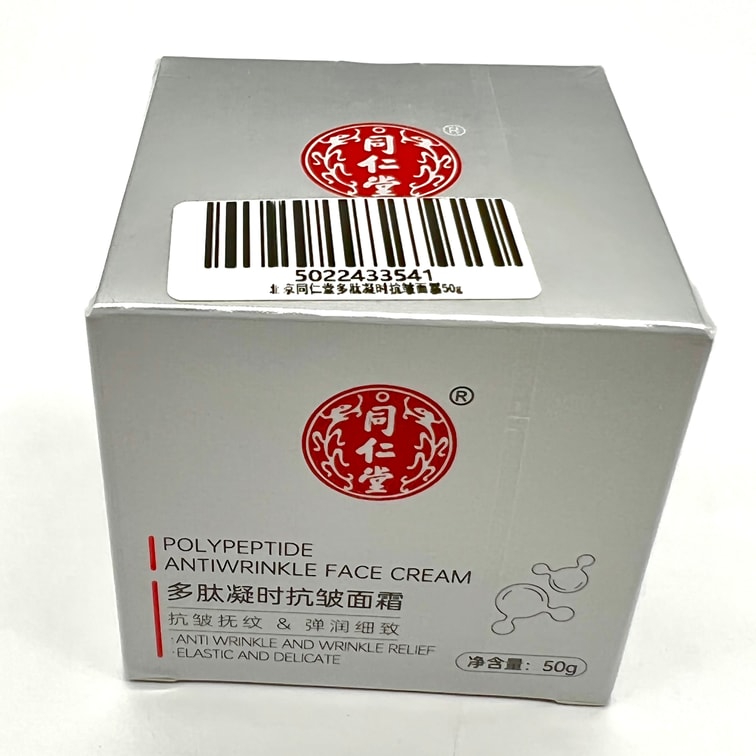 同仁堂
®
5022433541
北京同仁堂多肽凝时抗皱面霜50g
同仁堂
®
POLYPEPTIDE
ANTIWRINKLE FACE CREAM
多肽凝时抗皱面霜
抗皱抚纹 & 弹润细致
·ANTI WRINKLE AND WRINKLE RELIEF
·ELASTIC AND DELICATE
净含量：50g